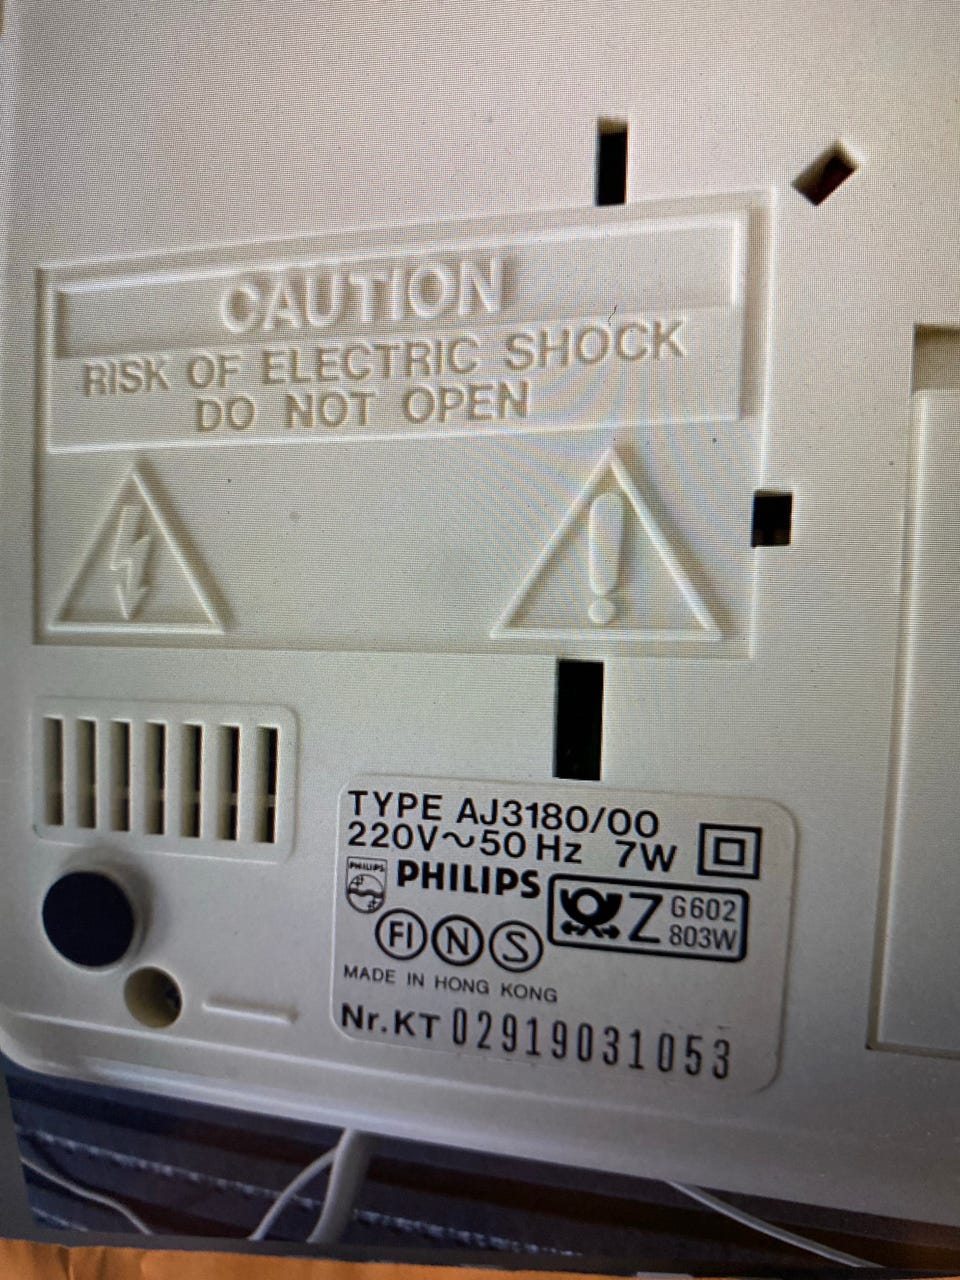 CAUTION
RISK OF ELECTRIC SHOCK
DO NOT OPEN
TYPE AJ3180/00
220V~50 Hz 7W
PHILIPS
PHILIPS
Z G602
803W
FI N S
MADE IN HONG KONG
Nr.KT 02919031053